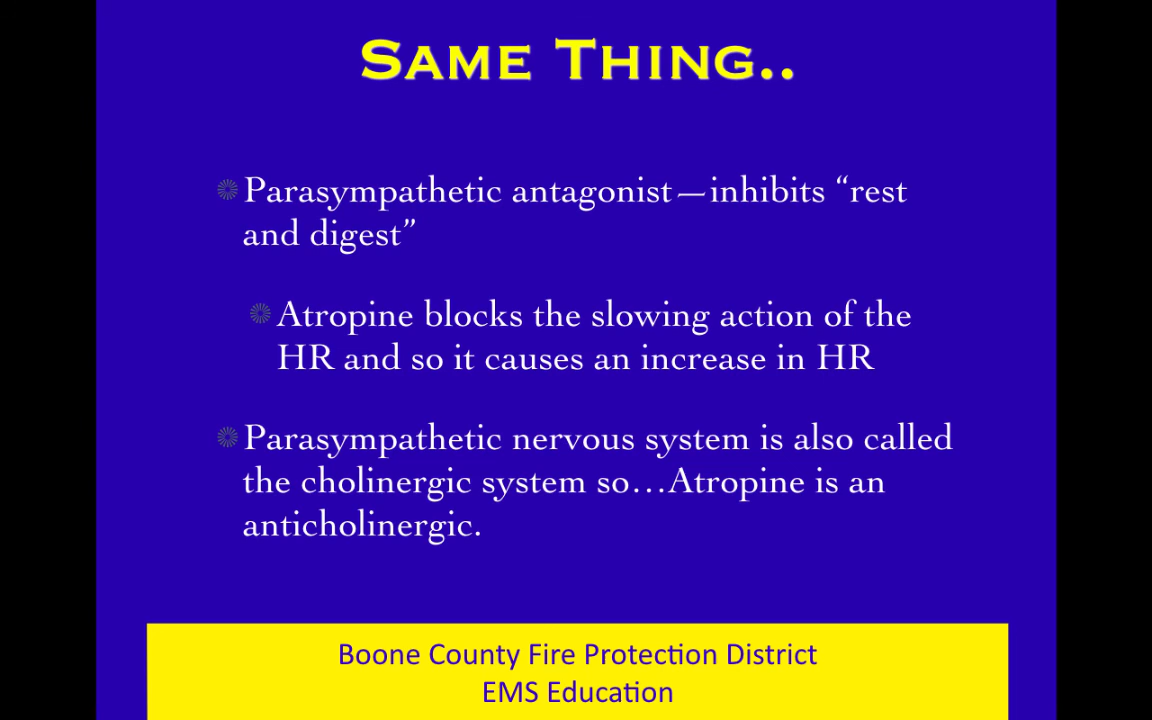 Same Thing..
Parasympathetic antagonist—inhibits “rest
and digest”
Atropine blocks the slowing action of the
HR and so it causes an increase in HR
Parasympathetic nervous system is also called
the cholinergic system so...Atropine is an
anticholinergic.
Boone County Fire Protection District
EMS Education